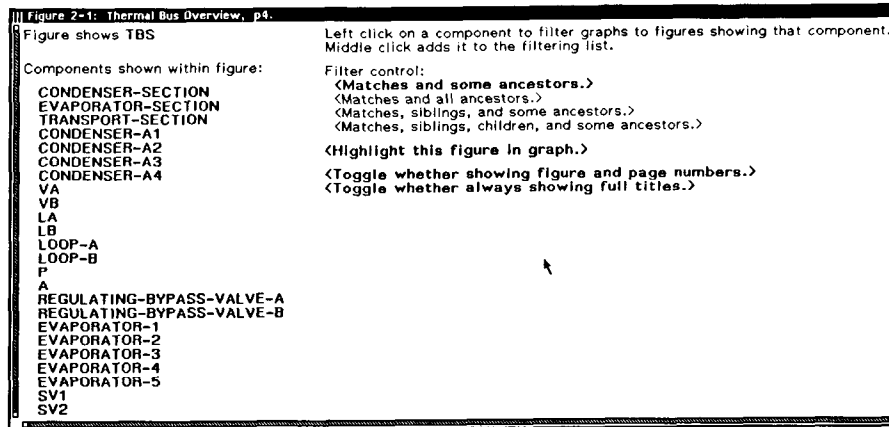 Figure 2-1: Thermal Bus Overview, p4.
Figure shows TBS
Left click on a component to filter graphs to figures showing that component.
Middle click adds it to the filtering list.
Components shown within figure:
CONDENSER-SECTION
EVAPORATOR-SECTION
TRANSPORT-SECTION
CONDENSER-A1
CONDENSER-A2
CONDENSER-A3
CONDENSER-A4
VA
VB
LA
LB
LOOP-A
LOOP-B
P
A
REGULATING-BYPASS-VALVE-A
REGULATING-BYPASS-VALVE-B
EVAPORATOR-1
EVAPORATOR-2
EVAPORATOR-3
EVAPORATOR-4
EVAPORATOR-5
SV1
SV2
Filter control:
<Matches and some ancestors.>
<Matches and all ancestors.>
<Matches, siblings, and some ancestors.>
<Matches, siblings, children, and some ancestors.>
<Highlight this figure in graph.>
<Toggle whether showing figure and page numbers.>
<Toggle whether always showing full titles.>